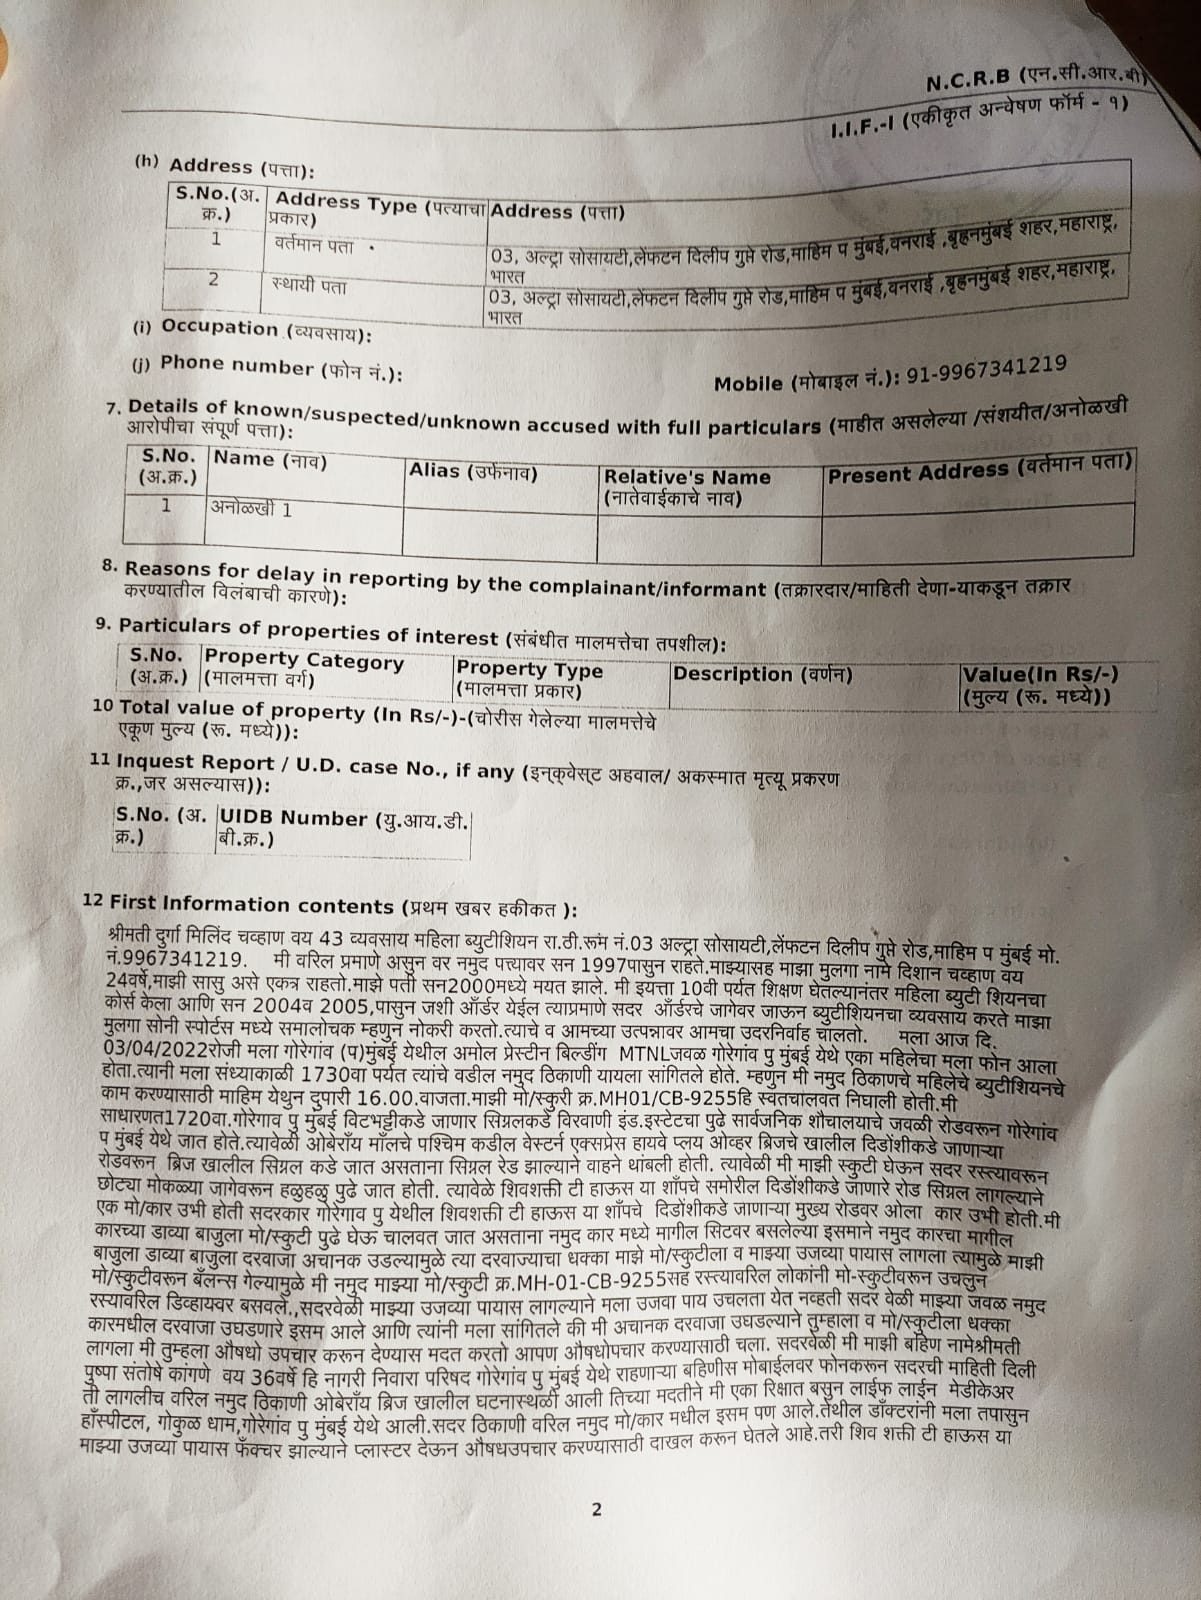 N.C.R.B (एन.सी.आर.बी)
I.I.F.-I (एकीकृत अन्वेषण फॉर्म - १)
(h) Address (पत्ता):
S.No.(अ. क्र.) Address Type (पत्याचा प्रकार) Address (पत्ता)
1 वर्तमान पता 03, अल्ट्रा सोसायटी,लेंफटन दिलीप गुप्ते रोड,माहिम प मुंबई,वनराई ,बृहनमुंबई शहर,महाराष्ट्र,
भारत
2 स्थायी पता 03, अल्ट्रा सोसायटी,लेंफटन दिलीप गुप्ते रोड,माहिम प मुंबई,वनराई ,बृहनमुंबई शहर,महाराष्ट्र,
भारत
(i) Occupation (व्यवसाय):
(j) Phone number (फोन नं.): Mobile (मोबाइल नं.): 91-9967341219
7. Details of known/suspected/unknown accused with full particulars (माहीत असलेल्या /संशयीत/अनोळखी
आरोपीचा संपूर्ण पत्ता):
S.No. (अ.क्र.) Name (नाव) Alias (उर्फनाव) Relative's Name (नातेवाईकाचे नाव) Present Address (वर्तमान पता)
1 अनोळखी 1
8. Reasons for delay in reporting by the complainant/informant (तक्रारदार/माहिती देणा-याकडून तक्रार
करण्यातील विलंबाची कारणे):
9. Particulars of properties of interest (संबंधीत मालमत्तेचा तपशील):
S.No. (अ.क्र.) Property Category (मालमत्ता वर्ग) Property Type (मालमत्ता प्रकार) Description (वर्णन) Value(In Rs/-) (मुल्य (रू. मध्ये))
10 Total value of property (In Rs/-)-(चोरीस गेलेल्या मालमत्तेचे
एकूण मुल्य (रू. मध्ये)):
11 Inquest Report / U.D. case No., if any (इन्क्वेस्ट अहवाल/ अकस्मात मृत्यू प्रकरण
क्र.,जर असल्यास)):
S.No. (अ. क्र.) UIDB Number (यु.आय.डी. बी.क्र.)
12 First Information contents (प्रथम खबर हकीकत ):
श्रीमती दुर्गा मिलिंद चव्हाण वय 43 व्यवसाय महिला ब्युटीशियन रा.ठी.रूम नं.03 अल्ट्रा सोसायटी,लेंफटन दिलीप गुप्ते रोड,माहिम प मुंबई मो.
नं.9967341219. मी वरिल प्रमाणे असुन वर नमुद पत्त्यावर सन 1997पासुन राहते.माझ्यासह माझा मुलगा नामे दिशान चव्हाण वय
24वर्षे,माझी सासु असे एकत्र राहतो.माझे पती सन2000मध्ये मयत झाले. मी इयत्ता 10वी पर्यत शिक्षण घेतल्यानंतर महिला ब्युटी शियनचा
कोर्स केला आणि सन 2004व 2005,पासुन जशी ऑर्डर येईल त्याप्रमाणे सदर ऑर्डरचे जागेवर जाऊन ब्युटीशियनचा व्यवसाय करते माझा
मुलगा सोनी स्पोर्टस मध्ये समालोचक म्हणुन नोकरी करतो.त्याचे व आमच्या उत्पन्नावर आमचा उदरनिर्वाह चालतो. मला आज दि.
03/04/2022रोजी मला गोरेगांव (प)मुंबई येथील अमोल प्रेस्टीन बिल्डींग MTNLजवळ गोरेगांव पु मुंबई येथे एका महिलेचा मला फोन आला
होता.त्यानी मला संध्याकाळी 1730वा पर्यत त्यांचे वडील नमुद ठिकाणी यायला सांगितले होते. म्हणुन मी नमुद ठिकाणचे महिलेचे ब्युटीशियनचे
काम करण्यासाठी माहिम येथुन दुपारी 16.00.वाजता.माझी मो/स्कुरी क्र.MH01/CB-9255हि स्वतचालवत निघाली होती.मी
साधारणत1720वा.गोरेगाव पु मुंबई विटभट्टीकडे जाणार सिग्नलकडे विरवाणी इंड.इस्टेटचा पुढे सार्वजनिक शौचालयाचे जवळी रोडवरून गोरेगांव
प मुंबई येथे जात होते.त्यावेळी ओबेरॉय मॉलचे पश्चिम कडील वेस्टर्न एक्सप्रेस हायवे प्लय ओव्हर ब्रिजचे खालील दिडोंशीकडे जाणाऱ्या
रोडवरून ब्रिज खालील सिग्नल कडे जात असताना सिग्नल रेड झाल्याने वाहने थांबली होती. त्यावेळी मी माझी स्कुटी घेऊन सदर रस्त्यावरून
छोट्या मोकळ्या जागेवरून हळुहळु पुढे जात होती. त्यावेळे शिवशक्ती टी हाऊस या शॉपचे समोरील दिडोंशीकडे जाणारे रोड सिग्नल लागल्याने
एक मो/कार उभी होती सदरकार गोरेगाव पु येथील शिवशक्ती टी हाऊस या शॉपचे दिडोंशीकडे जाणाऱ्या मुख्य रोडवर ओला कार उभी होती.मी
कारच्या डाव्या बाजुला मो/स्कुटी पुढे घेऊ चालवत जात असताना नमुद कार मध्ये मागील सिटवर बसलेल्या इसमाने नमुद कारचा मागील
बाजुला डाव्या बाजुला दरवाजा अचानक उडल्यामुळे त्या दरवाज्याचा धक्का माझे मो/स्कुटीला व माझ्या उजव्या पायास लागला त्यामुळे माझी
मो/स्कुटीवरून बॅलन्स गेल्यामुळे मी नमुद माझ्या मो/स्कुटी क्र.MH-01-CB-9255सह रस्त्यावरिल लोकांनी मो-स्कुटीवरून उचलुन
रस्यावरिल डिव्हायवर बसवले.,सदरवेळी माझ्या उजव्या पायास लागल्याने मला उजवा पाय उचलता येत नव्हती सदर वेळी माझ्या जवळ नमुद
कारमधील दरवाजा उघडणारे इसम आले आणि त्यांनी मला सांगितले की मी अचानक दरवाजा उघडल्याने तुम्हाला व मो/स्कुटीला धक्का
लागला मी तुम्हला औषधो उपचार करून देण्यास मदत करतो आपण औषधोपचार करण्यासाठी चला. सदरवेळी मी माझी बहिण नामेश्रीमती
पुष्पा संतोषे कांगणे वय 36वर्षे हि नागरी निवारा परिषद गोरेगांव पु मुंबई येथे राहणाऱ्या बहिणीस मोबाईलवर फोनकरून सदरची माहिती दिली
ती लागलीच वरिल नमुद ठिकाणी ओबेरॉय ब्रिज खालील घटनास्थळी आली तिच्या मदतीने मी एका रिक्षात बसुन लाईफ लाईन मेडीकेअर
हॉस्पीटल, गोकुळ धाम,गोरेगांव पु मुंबई येथे आली.सदर ठिकाणी वरिल नमुद मो/कार मधील इसम पण आले.तेथील डॉक्टरांनी मला तपासुन
माझ्या उजव्या पायास फॅक्चर झाल्याने प्लास्टर देऊन औषधउपचार करण्यासाठी दाखल करून घेतले आहे.तरी शिव शक्ती टी हाऊस या
2